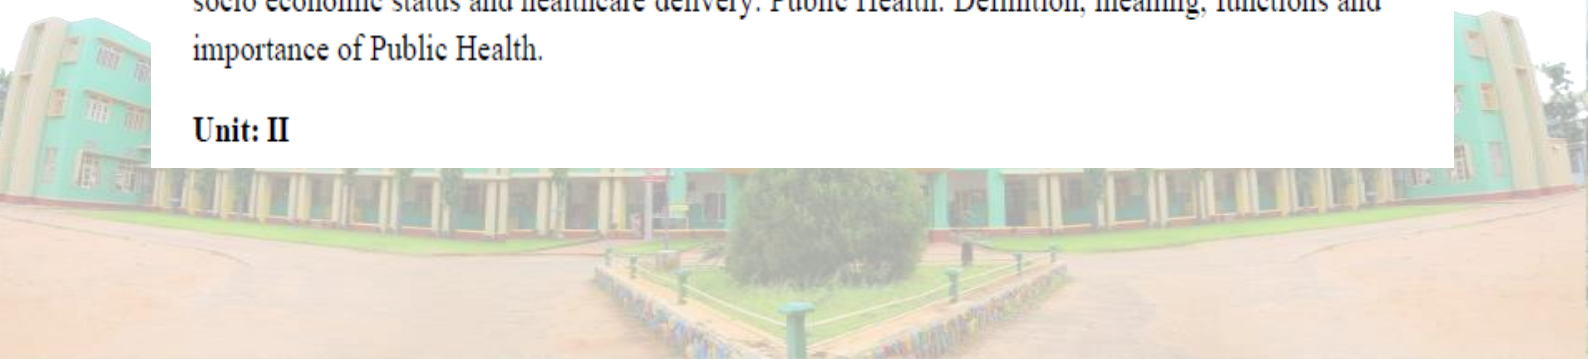 socio economic status and healthcare delivery. Public Health: Definition, meaning, functions and
importance of Public Health.
Unit: II